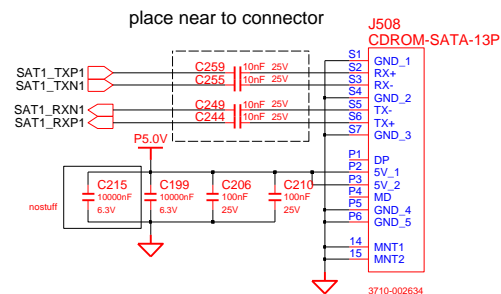 place near to connector
J508
CDROM-SATA-13P
SAT1_TXP1
SAT1_TXN1
SAT1_RXN1
SAT1_RXP1
C259 10nF 25V
C255 10nF 25V
C249 10nF 25V
C244 10nF 25V
S1 GND_1
S2 RX+
S3 RX-
S4 GND_2
S5 TX-
S6 TX+
S7 GND_3
P5.0V
P1 DP
P2 5V_1
P3 5V_2
P4 MD
P5 GND_4
P6 GND_5
14 MNT1
15 MNT2
nostuff
C215
10000nF
6.3V
C199
10000nF
6.3V
C206
100nF
25V
C210
100nF
25V
3710-002634